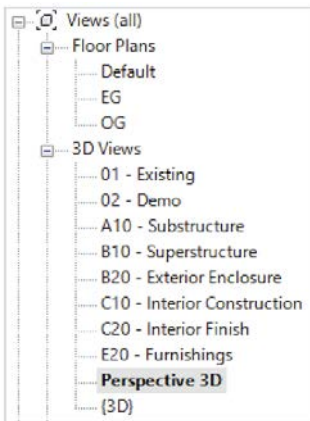 Views (all)
Floor Plans
Default
EG
OG
3D Views
01 - Existing
02 - Demo
A10 - Substructure
B10 - Superstructure
B20 - Exterior Enclosure
C10 - Interior Construction
C20 - Interior Finish
E20 - Furnishings
Perspective 3D
{3D}